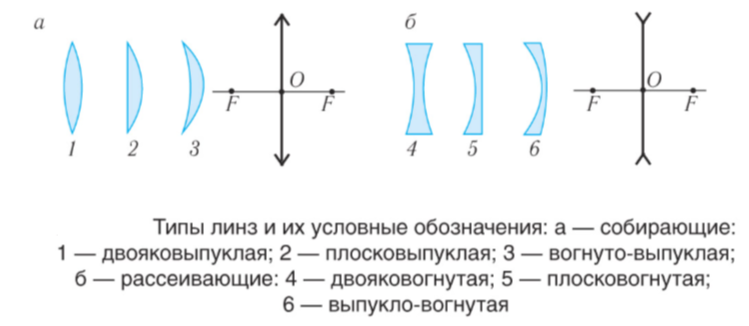 а
б
O
O
F
F
F
F
1
2
3
4
5
6
Типы линз и их условные обозначения: а — собирающие:
1 — двояковыпуклая; 2 — плосковыпуклая; 3 — вогнуто-выпуклая;
б — рассеивающие: 4 — двояковогнутая; 5 — плосковогнутая;
6 — выпукло-вогнутая